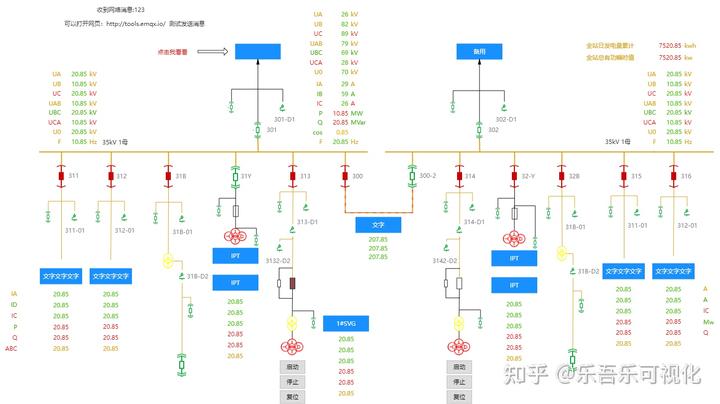 收到网络消息:123
可以打开网页：http://tools.emqx.io/ 测试发送消息
点击我看看
备用
UA 26 kV
UB 82 kV
UC 89 kV
UAB 79 kV
UBC 69 kV
UCA 28 kV
U0 70 kV
IA 29 A
IB 59 A
IC 26 A
P 10.85 MW
Q 20.85 MVar
cos 0.85
F 10.85 Hz
全站日发电量累计 7520.85 kwh
全站总有功瞬时值 7520.85 kw
UA 20.85 kV
UB 10.85 kV
UC 10.85 kV
UAB 10.85 kV
UBC 20.85 kV
UCA 10.85 kV
U0 20.85 kV
F 10.85 Hz
35kV 1母
301-D1
301
302-D1
302
UA 20.85 kV
UB 10.85 kV
UC 10.85 kV
UAB 10.85 kV
UBC 20.85 kV
UCA 10.85 kV
U0 20.85 kV
F 10.85 Hz
35kV 1母
311
312
318
31Y
313
300
300-2
314
32-Y
328
315
316
311-01
312-01
318-01
313-D1
314-D1
318-01
311-01
312-01
文字
207.85
207.85
207.85
318-D2
3132-D2
3142-D2
318-D2
IPT
IPT
IPT
IPT
文字文字文字
文字文字文字
文字文字文字
文字文字文字
IA 20.85 20.85
ID 20.85 20.85
IC 20.85 20.85
P 20.85 20.85
Q 20.85 20.85
ABC 20.85 20.85
20.85
20.85
20.85
20.85
20.85
20.85
1#SVG
20.85
20.85
20.85
20.85
20.85
启动
停止
复位
启动
停止
复位
20.85
20.85
20.85
20.85
20.85
20.85
20.85 20.85 A
20.85 20.85 A
20.85 20.85 IC
20.85 20.85 Mw
20.85 20.85 Q
20.85 20.85
知乎 @乐吾乐可视化